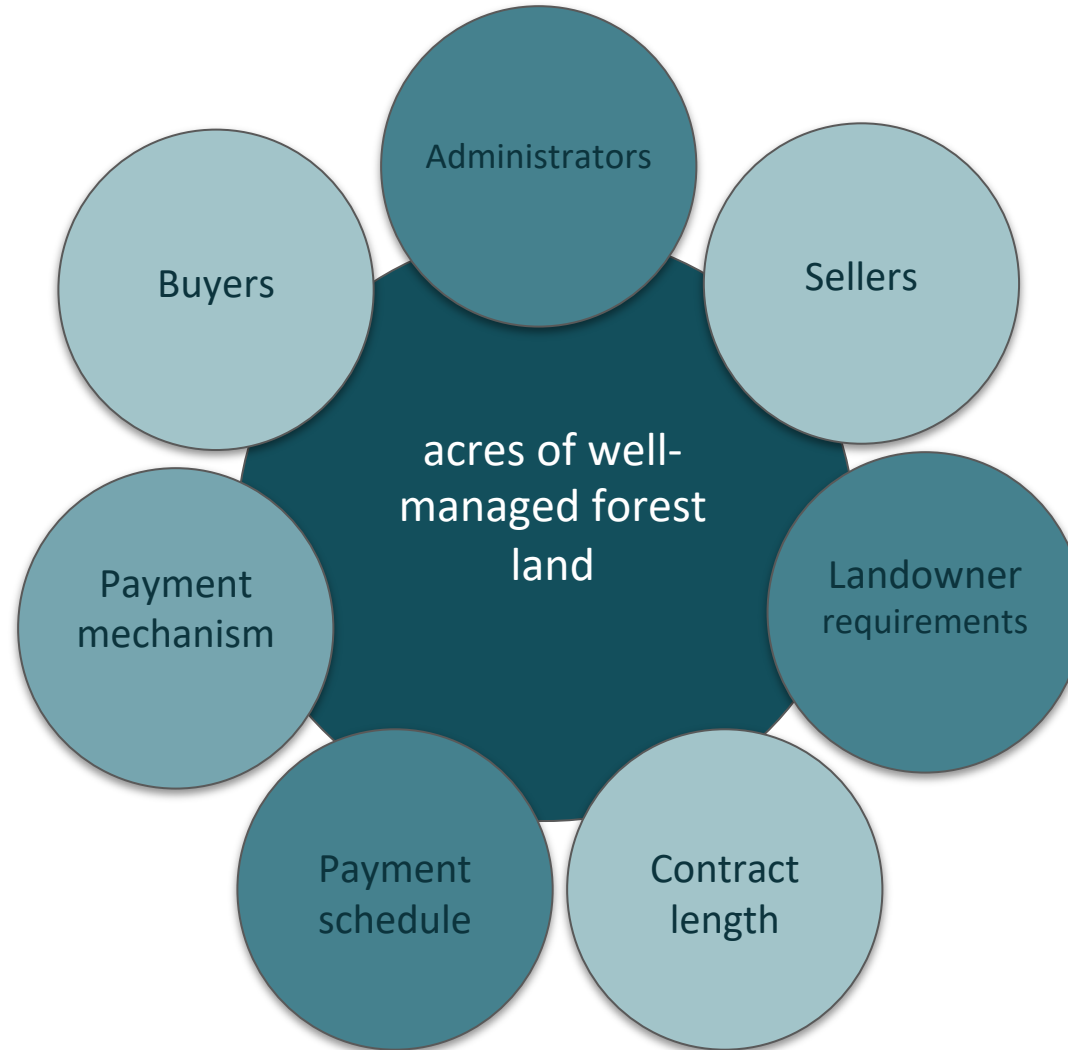 Administrators
Buyers
Sellers
acres of well-
managed forest
land
Payment
mechanism
Landowner
requirements
Payment
schedule
Contract
length